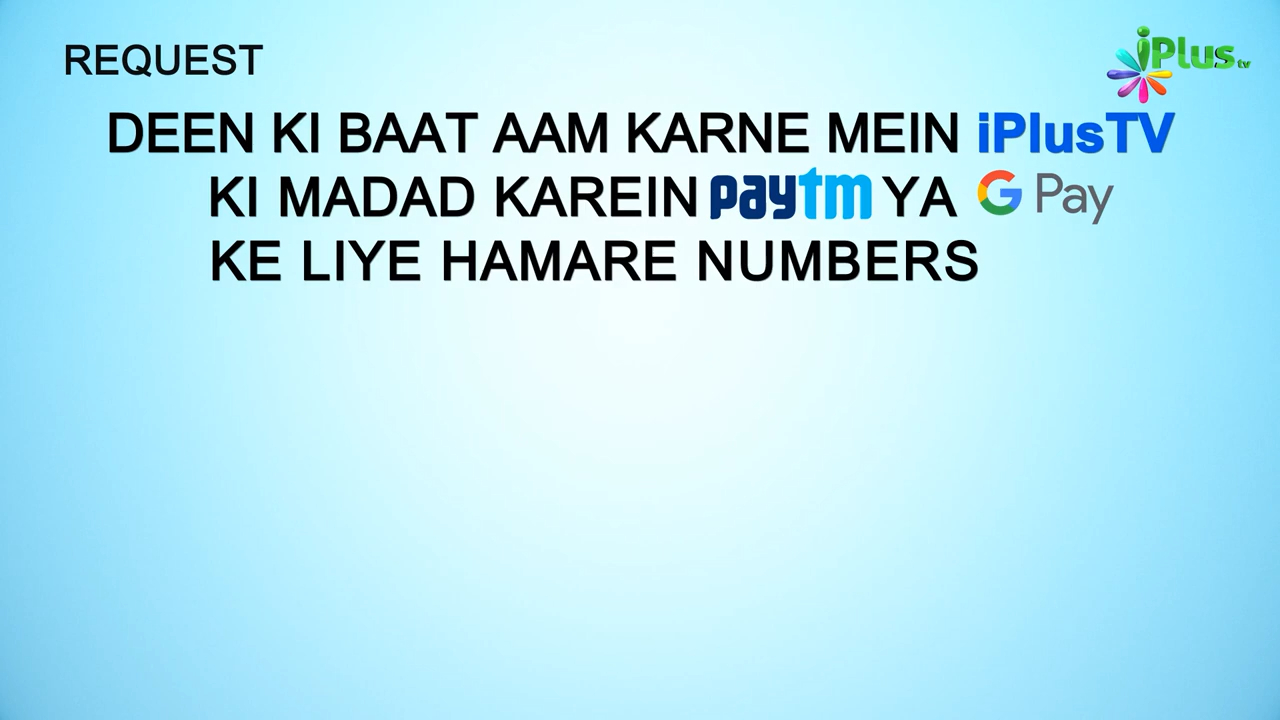 REQUEST
iPlus tv
DEEN KI BAAT AAM KARNE MEIN iPlusTV
KI MADAD KAREIN paytm YA G Pay
KE LIYE HAMARE NUMBERS